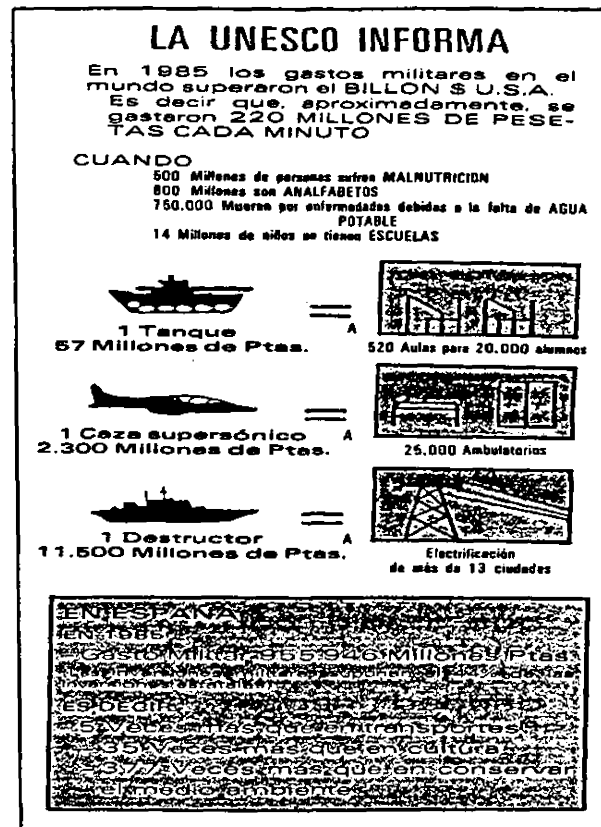 LA UNESCO INFORMA
En 1985 los gastos militares en el
mundo superaron el BILLON $ U.S.A.
Es decir que, aproximadamente, se
gastaron 220 MILLONES DE PESE-
TAS CADA MINUTO
CUANDO
500 Millones de personas sufren MALNUTRICION
800 Millones son ANALFABETOS
750.000 Mueren por enfermedades debidas a la falta de AGUA
POTABLE
14 Millones de niños no tienen ESCUELAS
1 Tanque
57 Millones de Ptas.
A
520 Aulas para 20.000 alumnos
1 Caza supersónico
2.300 Millones de Ptas.
A
25.000 Ambulatorios
1 Destructor
11.500 Millones de Ptas.
A
Electrificación
de más de 13 ciudades
EN ESPAÑA
EN 1985
Gasto Militar 955.946 Millones Ptas
ES DECIR
Veces más que en transportes
35 Veces más que en cultura
Veces más que en conservar
el medio ambiente